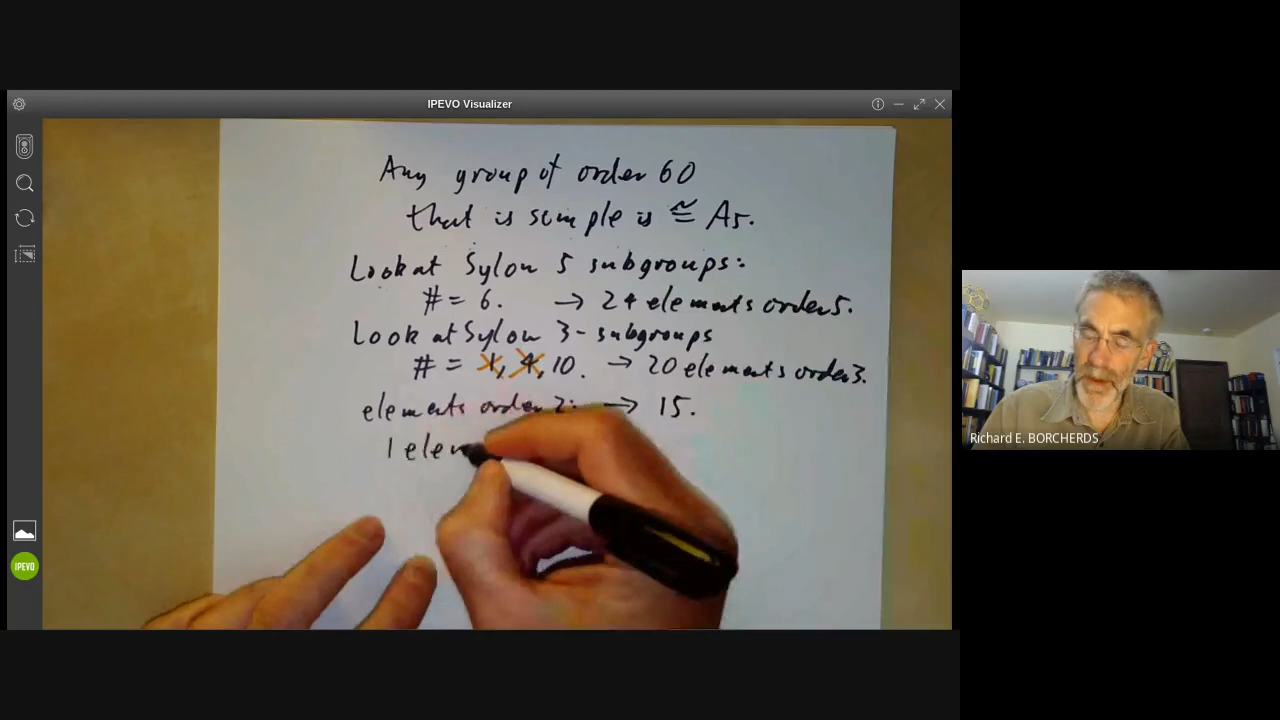 IPEVO Visualizer
Any group of order 60
that is simple is ≅ A5.
Look at Sylow 5 subgroups:
# = 6. → 24 elements order 5.
Look at Sylow 3-subgroups
# = 1, 4, 10. → 20 elements order 3.
elements order 2: → 15.
1 elem
IPEVO
Richard E. BORCHERDS